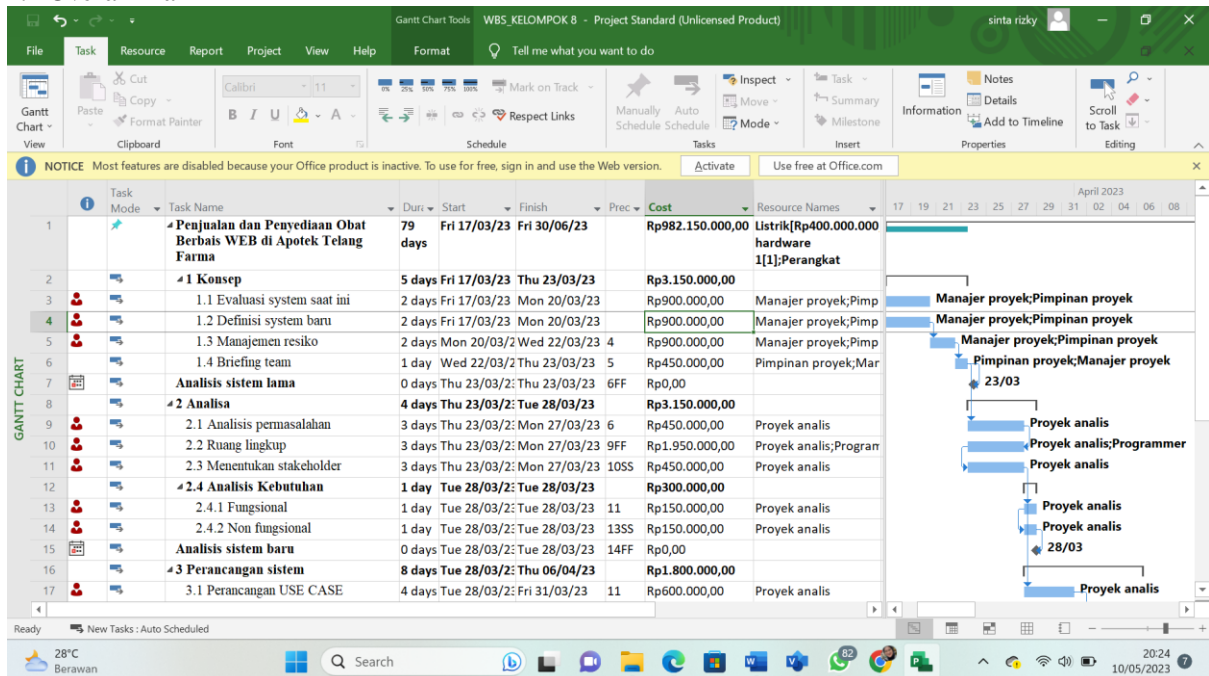 Gantt Chart Tools WBS_KELOMPOK 8 - Project Standard (Unlicensed Product) sinta rizky
File Task Resource Report Project View Help Format Tell me what you want to do
Gantt Chart
View
Paste
Cut
Copy
Format Painter
Clipboard
Calibri 11
B I U A
Font
0% 25% 50% 75% 100%
Mark on Track
Respect Links
Schedule
Manually Schedule
Auto Schedule
Inspect
Move
Mode
Tasks
Task
Summary
Milestone
Insert
Information
Notes
Details
Add to Timeline
Properties
Scroll to Task
Editing
NOTICE Most features are disabled because your Office product is inactive. To use for free, sign in and use the Web version. Activate Use free at Office.com
Task Mode Task Name Dura Start Finish Prec Cost Resource Names
April 2023
17 19 21 23 25 27 29 31 02 04 06 08
GANTT CHART
1 Penjualan dan Penyediaan Obat Berbais WEB di Apotek Telang Farma 79 days Fri 17/03/23 Fri 30/06/23 Rp982.150.000,00 Listrik[Rp400.000.000 hardware 1[1];Perangkat
2 1 Konsep 5 days Fri 17/03/23 Thu 23/03/23 Rp3.150.000,00
3 1.1 Evaluasi system saat ini 2 days Fri 17/03/23 Mon 20/03/23 Rp900.000,00 Manajer proyek;Pimp Manajer proyek;Pimpinan proyek
4 1.2 Definisi system baru 2 days Fri 17/03/23 Mon 20/03/23 Rp900.000,00 Manajer proyek;Pimp Manajer proyek;Pimpinan proyek
5 1.3 Manajemen resiko 2 days Mon 20/03/2 Wed 22/03/23 4 Rp900.000,00 Manajer proyek;Pimp Manajer proyek;Pimpinan proyek
6 1.4 Briefing team 1 day Wed 22/03/2 Thu 23/03/23 5 Rp450.000,00 Pimpinan proyek;Mar Pimpinan proyek;Manajer proyek
7 Analisis sistem lama 0 days Thu 23/03/2 Thu 23/03/23 6FF Rp0,00 23/03
8 2 Analisa 4 days Thu 23/03/2 Tue 28/03/23 Rp3.150.000,00
9 2.1 Analisis permasalahan 3 days Thu 23/03/2 Mon 27/03/23 6 Rp450.000,00 Proyek analis Proyek analis
10 2.2 Ruang lingkup 3 days Thu 23/03/2 Mon 27/03/23 9FF Rp1.950.000,00 Proyek analis;Program Proyek analis;Programmer
11 2.3 Menentukan stakeholder 3 days Thu 23/03/2 Mon 27/03/23 10SS Rp450.000,00 Proyek analis Proyek analis
12 2.4 Analisis Kebutuhan 1 day Tue 28/03/2 Tue 28/03/23 Rp300.000,00
13 2.4.1 Fungsional 1 day Tue 28/03/2 Tue 28/03/23 11 Rp150.000,00 Proyek analis Proyek analis
14 2.4.2 Non fungsional 1 day Tue 28/03/2 Tue 28/03/23 13SS Rp150.000,00 Proyek analis Proyek analis
15 Analisis sistem baru 0 days Tue 28/03/2 Tue 28/03/23 14FF Rp0,00 28/03
16 3 Perancangan sistem 8 days Tue 28/03/2 Thu 06/04/23 Rp1.800.000,00
17 3.1 Perancangan USE CASE 4 days Tue 28/03/2 Fri 31/03/23 11 Rp600.000,00 Proyek analis Proyek analis
Ready New Tasks : Auto Scheduled
28°C
Berawan
Search
82
20:24
10/05/2023
7